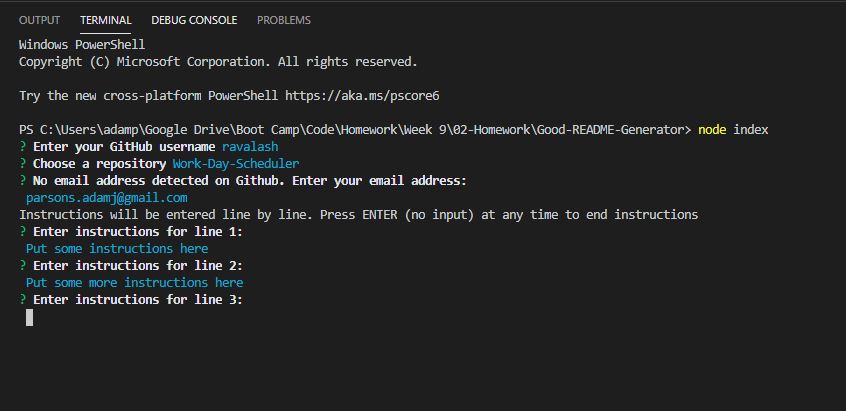 OUTPUT TERMINAL DEBUG CONSOLE PROBLEMS
Windows PowerShell
Copyright (C) Microsoft Corporation. All rights reserved.
Try the new cross-platform PowerShell https://aka.ms/pscore6
PS C:\Users\adamp\Google Drive\Boot Camp\Code\Homework\Week 9\02-Homework\Good-README-Generator> node index
? Enter your GitHub username ravalash
? Choose a repository Work-Day-Scheduler
? No email address detected on Github. Enter your email address:
parsons.adamj@gmail.com
Instructions will be entered line by line. Press ENTER (no input) at any time to end instructions
? Enter instructions for line 1:
Put some instructions here
? Enter instructions for line 2:
Put some more instructions here
? Enter instructions for line 3: